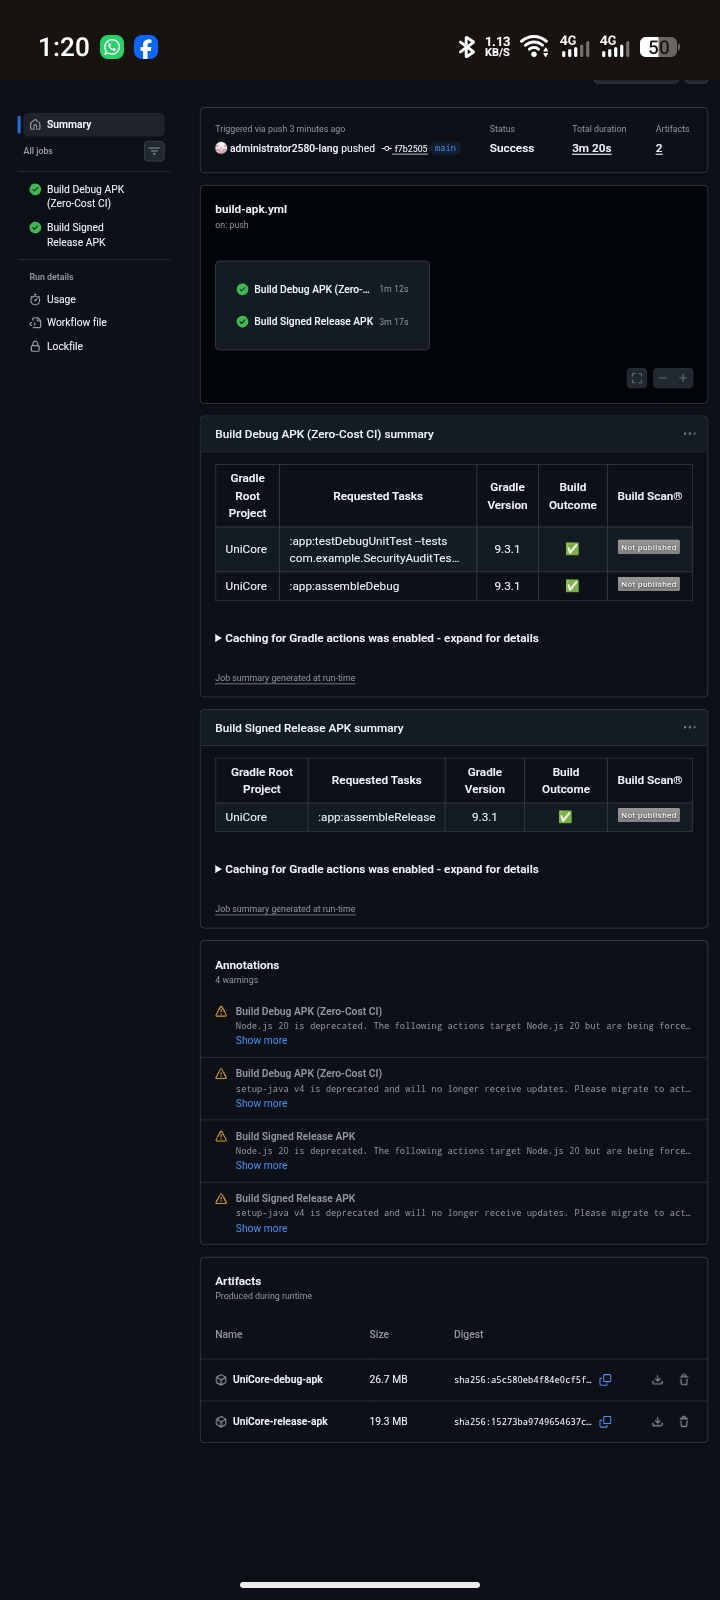 1:20
1.13
KB/S
4G
4G
50
Summary
All jobs
Build Debug APK
(Zero-Cost CI)
Build Signed
Release APK
Run details
Usage
Workflow file
Lockfile
Triggered via push 3 minutes ago
administrator2580-lang pushed f7b2505 main
Status
Success
Total duration
3m 20s
Artifacts
2
build-apk.yml
on: push
Build Debug APK (Zero-... 1m 12s
Build Signed Release APK 3m 17s
Build Debug APK (Zero-Cost CI) summary
Gradle Root Project
Requested Tasks
Gradle Version
Build Outcome
Build Scan®
UniCore
:app:testDebugUnitTest --tests
com.example.SecurityAuditTes...
9.3.1
✅
Not published
UniCore :app:assembleDebug 9.3.1 ✅ Not published
▶ Caching for Gradle actions was enabled - expand for details
Job summary generated at run-time
Build Signed Release APK summary
Gradle Root Project
Requested Tasks
Gradle Version
Build Outcome
Build Scan®
UniCore :app:assembleRelease 9.3.1 ✅ Not published
▶ Caching for Gradle actions was enabled - expand for details
Job summary generated at run-time
Annotations
4 warnings
Build Debug APK (Zero-Cost CI)
Node.js 20 is deprecated. The following actions target Node.js 20 but are being force…
Show more
Build Debug APK (Zero-Cost CI)
setup-java v4 is deprecated and will no longer receive updates. Please migrate to act…
Show more
Build Signed Release APK
Node.js 20 is deprecated. The following actions target Node.js 20 but are being force…
Show more
Build Signed Release APK
setup-java v4 is deprecated and will no longer receive updates. Please migrate to act…
Show more
Artifacts
Produced during runtime
Name Size Digest
UniCore-debug-apk 26.7 MB sha256:a5c580eb4f84e0cf5f…
UniCore-release-apk 19.3 MB sha256:15273ba9749654637c…